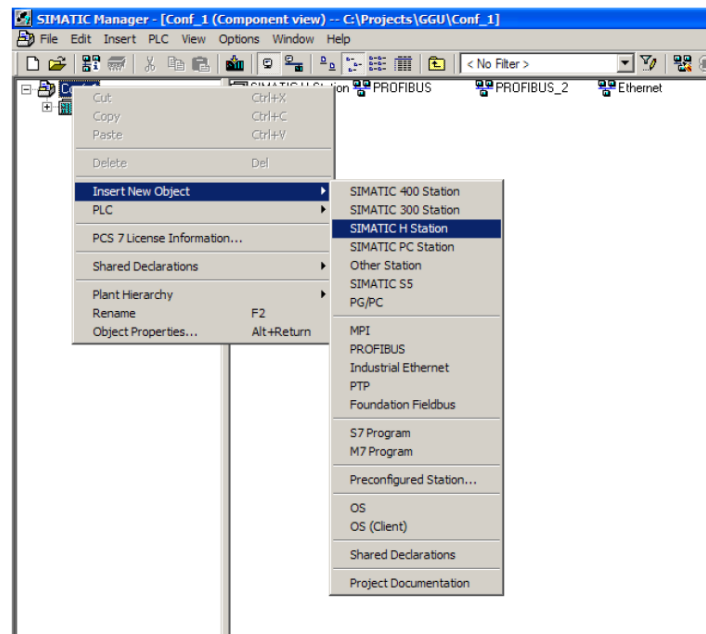 SIMATIC Manager - [Conf_1 (Component view) -- C:\Projects\GGU\Conf_1]
File Edit Insert PLC View Options Window Help
< No Filter >
PROFIBUS PROFIBUS_2 Ethernet
Cut Ctrl+X
Copy Ctrl+C
Paste Ctrl+V
Delete Del
Insert New Object
PLC
PCS 7 License Information...
Shared Declarations
Plant Hierarchy
Rename F2
Object Properties... Alt+Return
SIMATIC 400 Station
SIMATIC 300 Station
SIMATIC H Station
SIMATIC PC Station
Other Station
SIMATIC S5
PG/PC
MPI
PROFIBUS
Industrial Ethernet
PTP
Foundation Fieldbus
S7 Program
M7 Program
Preconfigured Station...
OS
OS (Client)
Shared Declarations
Project Documentation